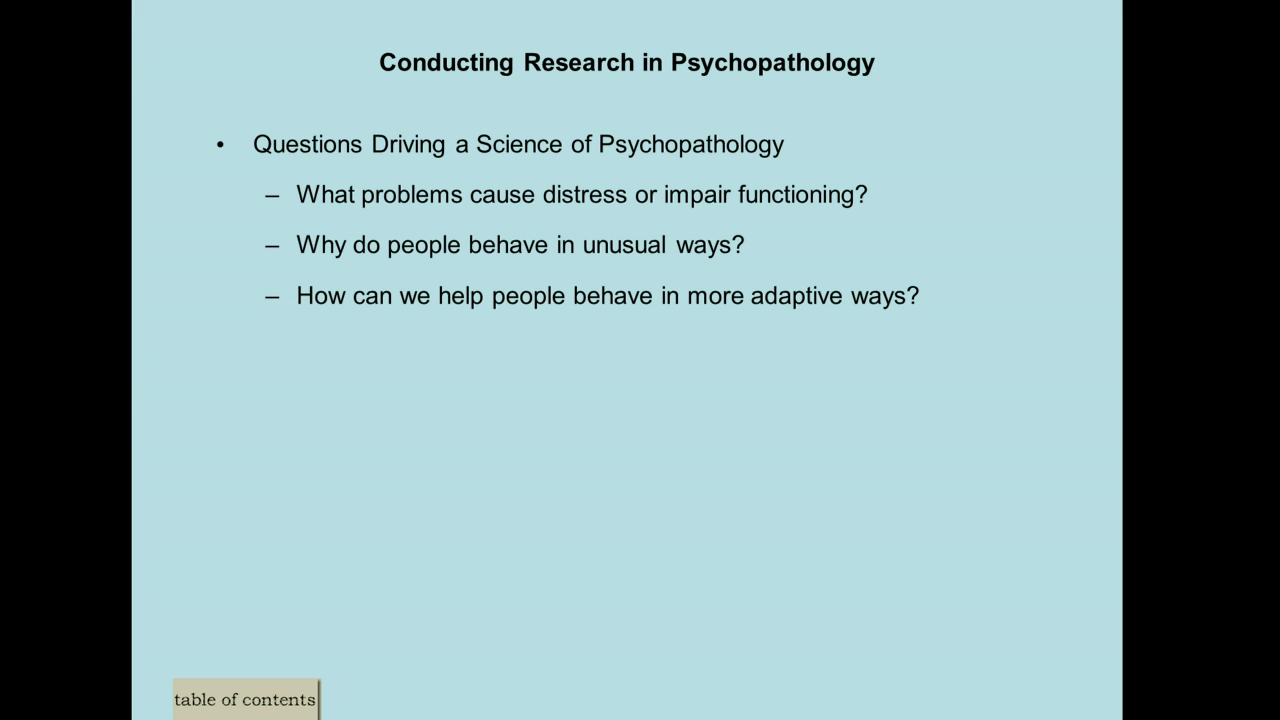 Conducting Research in Psychopathology
• Questions Driving a Science of Psychopathology
– What problems cause distress or impair functioning?
– Why do people behave in unusual ways?
– How can we help people behave in more adaptive ways?
table of contents